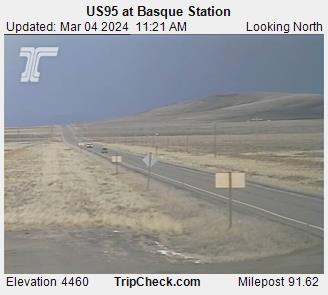 US95 at Basque Station
Updated: Mar 04 2024 11:21 AM Looking North
Elevation 4460 TripCheck.com Milepost 91.62